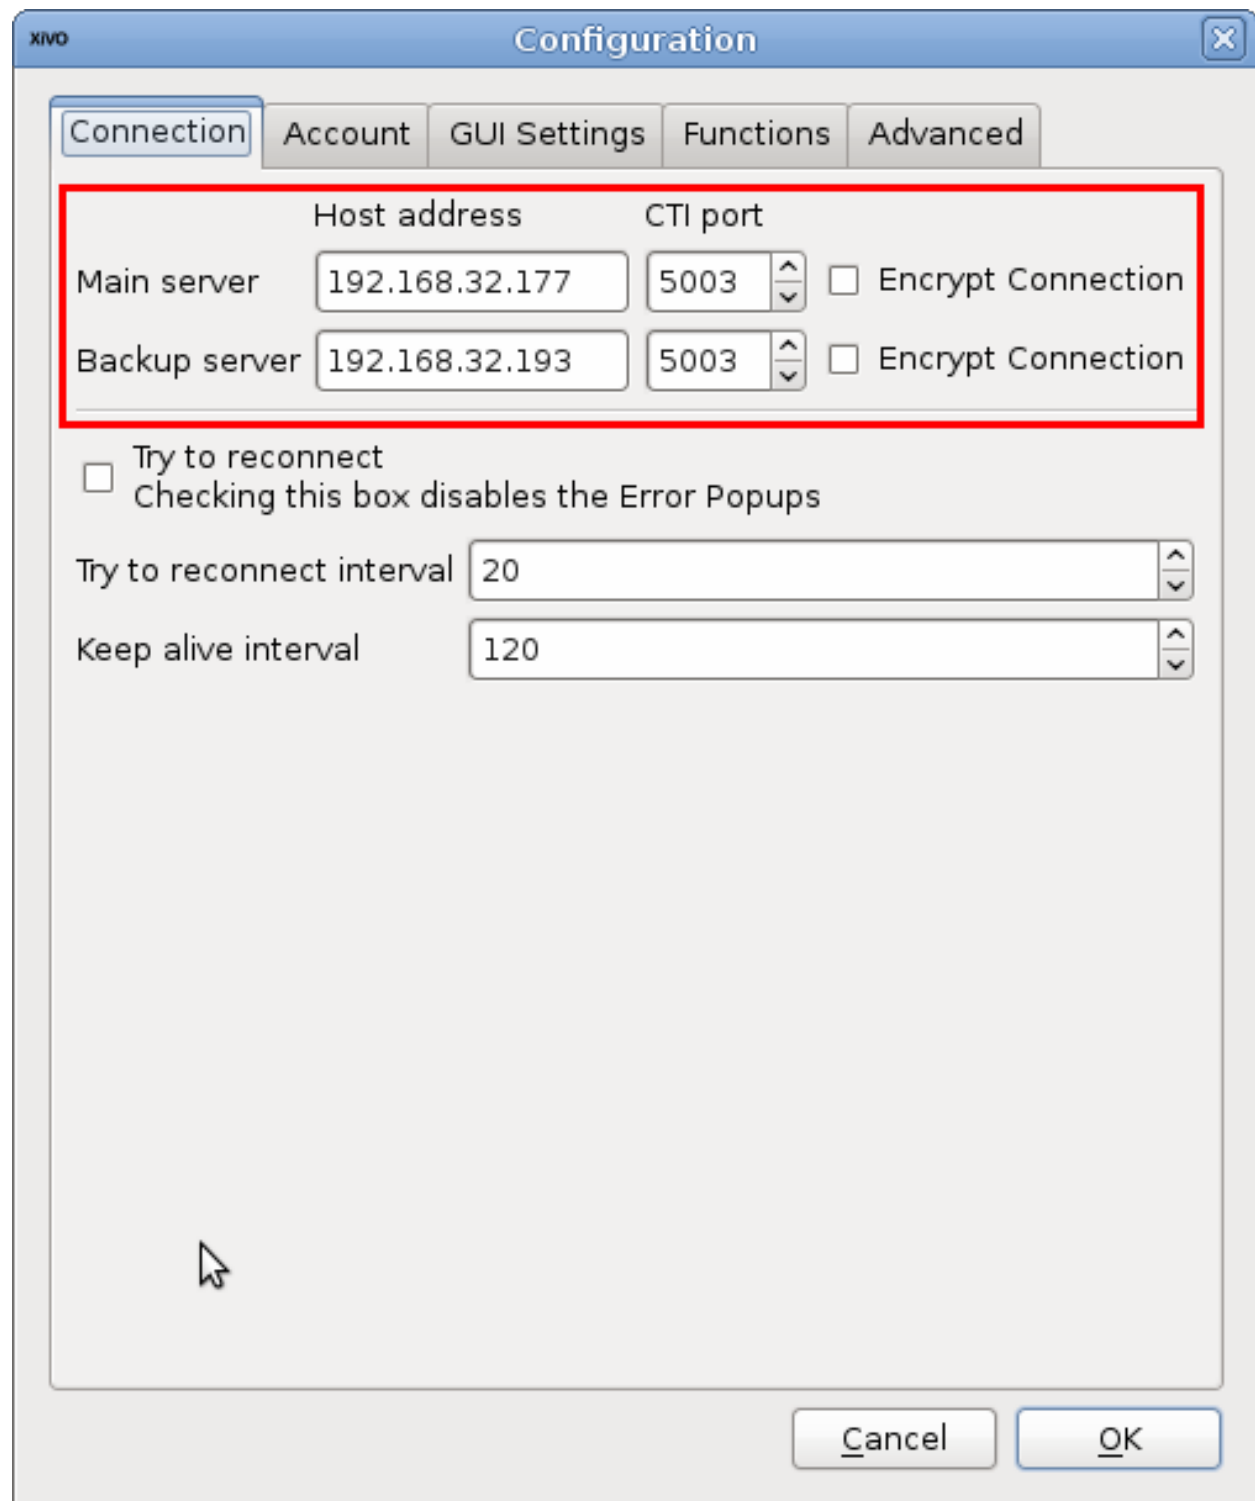 XIVO Configuration
Connection Account GUI Settings Functions Advanced
Host address CTI port
Main server 192.168.32.177 5003 Encrypt Connection
Backup server 192.168.32.193 5003 Encrypt Connection
Try to reconnect
Checking this box disables the Error Popups
Try to reconnect interval 20
Keep alive interval 120
Cancel OK